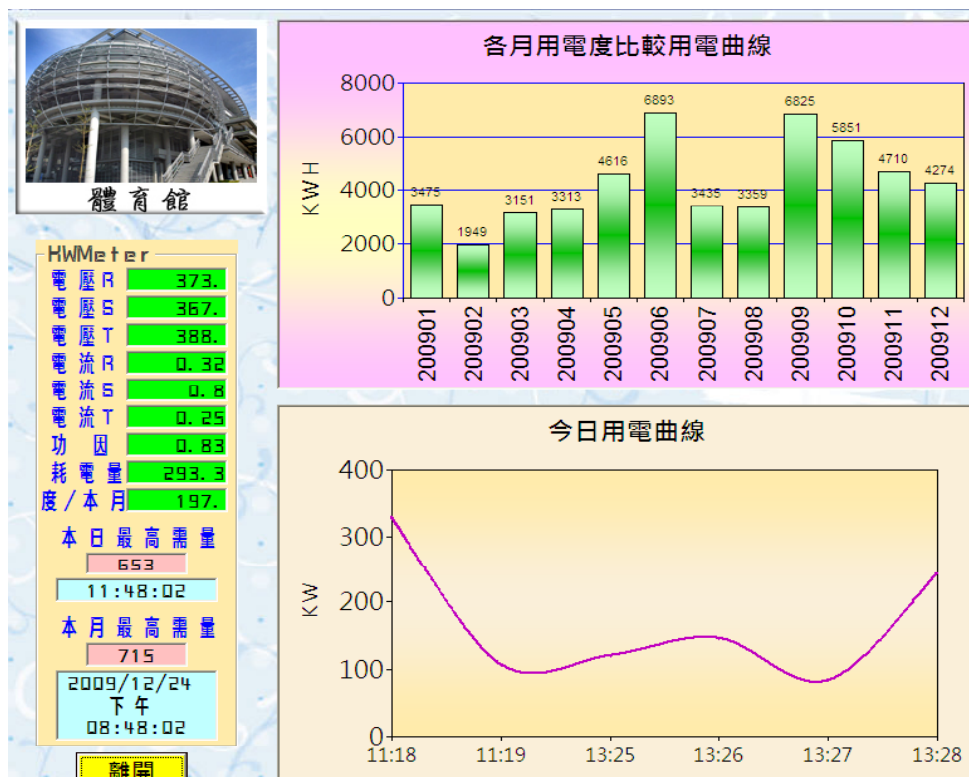 體育館
KWMeter
電壓R 373.
電壓S 367.
電壓T 388.
電流R 0.32
電流S 0.8
電流T 0.25
功因 0.83
耗電量 293.3
度/本月 197.
本日最高需量
653
11:48:02
本月最高需量
715
2009/12/24
下午
08:48:02
離開
各月用電度比較用電曲線
KWH
8000
6000
4000
2000
0
3475 1949 3151 3313 4616 6893 3435 3359 6825 5851 4710 4274
200901 200902 200903 200904 200905 200906 200907 200908 200909 200910 200911 200912
今日用電曲線
KW
400
300
200
100
0
11:18 11:19 13:25 13:26 13:27 13:28